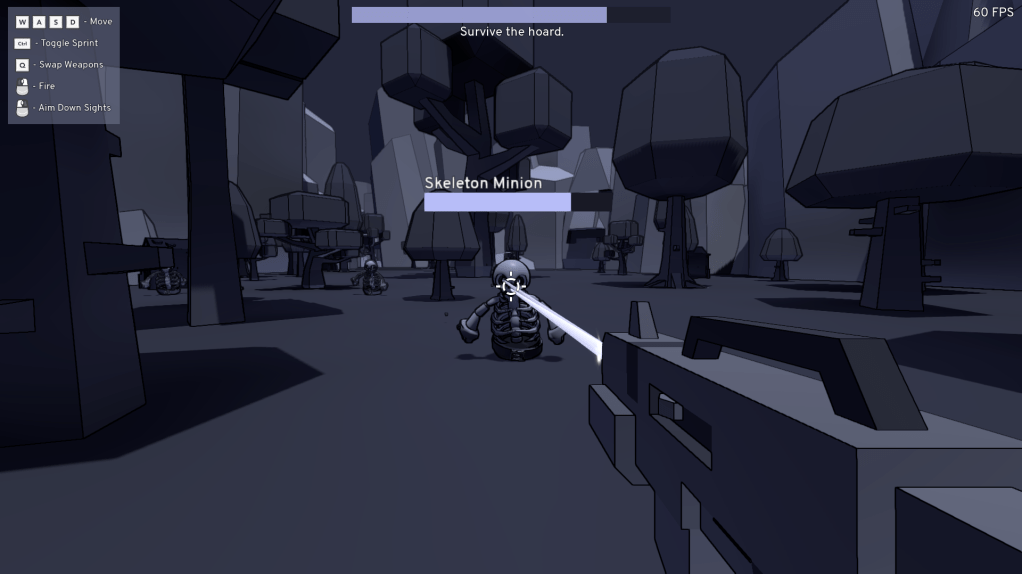 W A S D - Move
Ctrl - Toggle Sprint
Q - Swap Weapons
- Fire
- Aim Down Sights
Survive the hoard.
60 FPS
Skeleton Minion